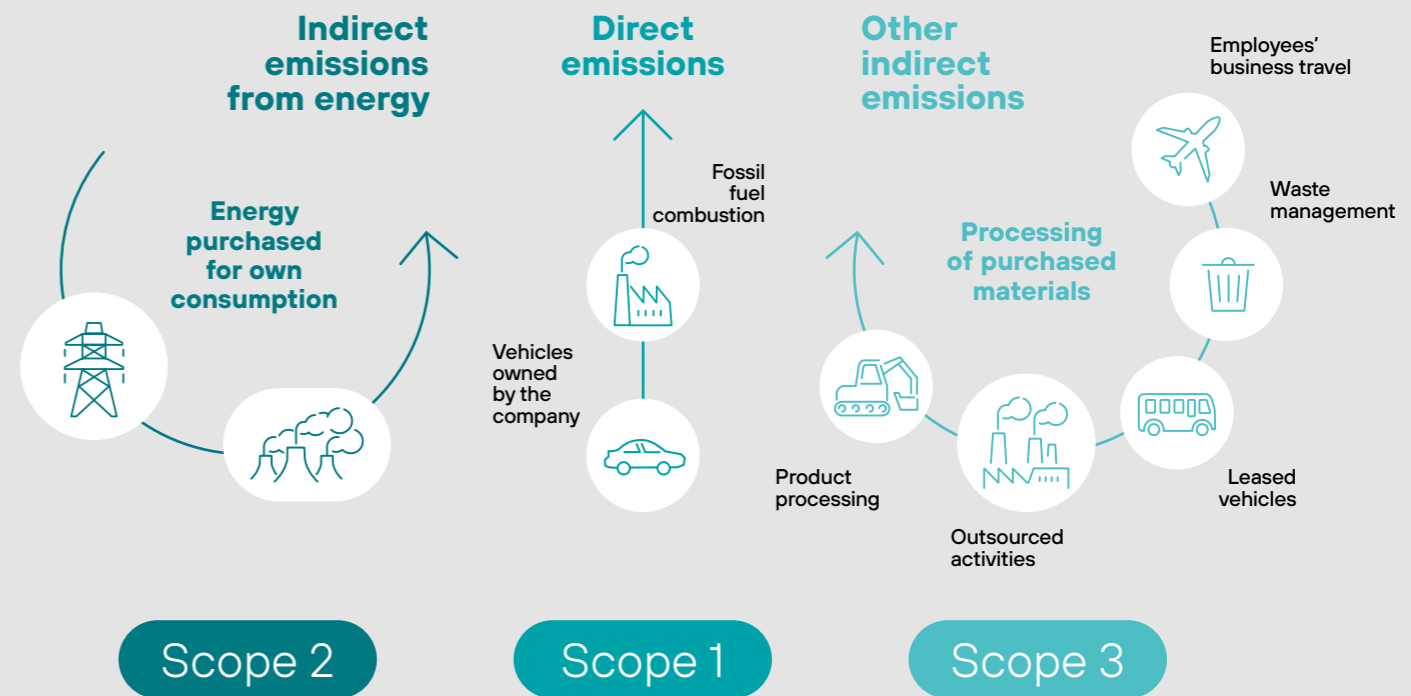 Indirect
emissions
from energy
Energy
purchased
for own
consumption
Scope 2
Direct
emissions
Fossil
fuel
combustion
Vehicles
owned
by the
company
Scope 1
Other
indirect
emissions
Employees'
business travel
Waste
management
Processing
of purchased
materials
Product
processing
Outsourced
activities
Leased
vehicles
Scope 3